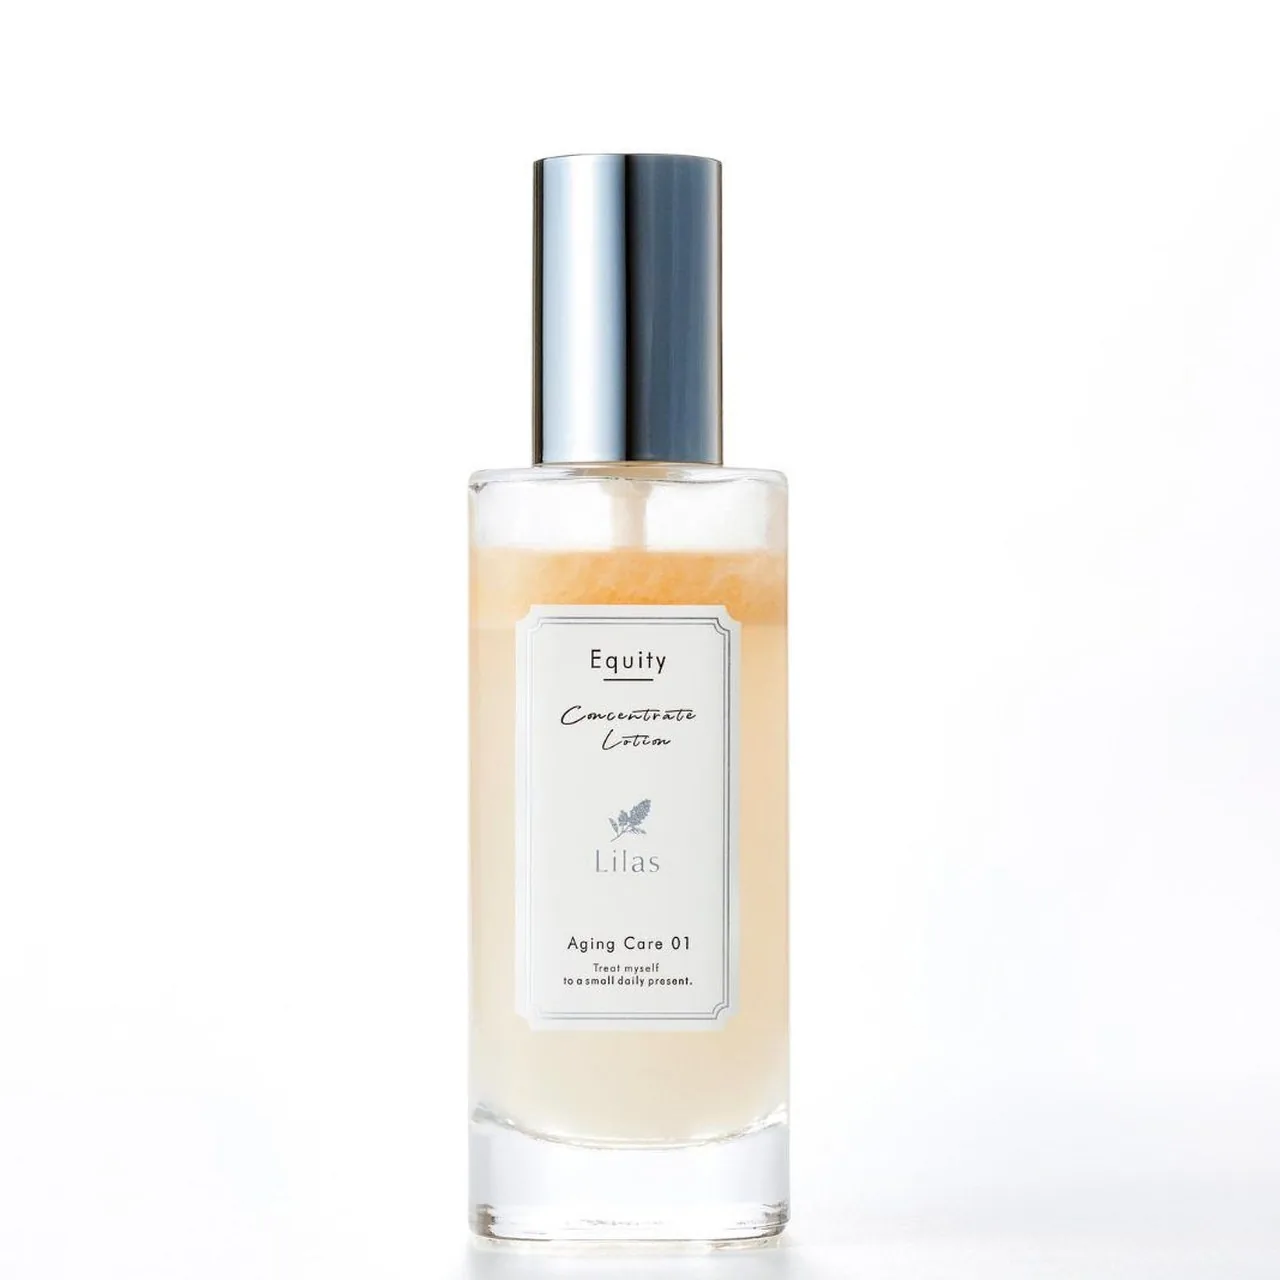 Equity
Concentrate
Lotion
Lilas
Aging Care 01
Treat myself
to a small daily present.